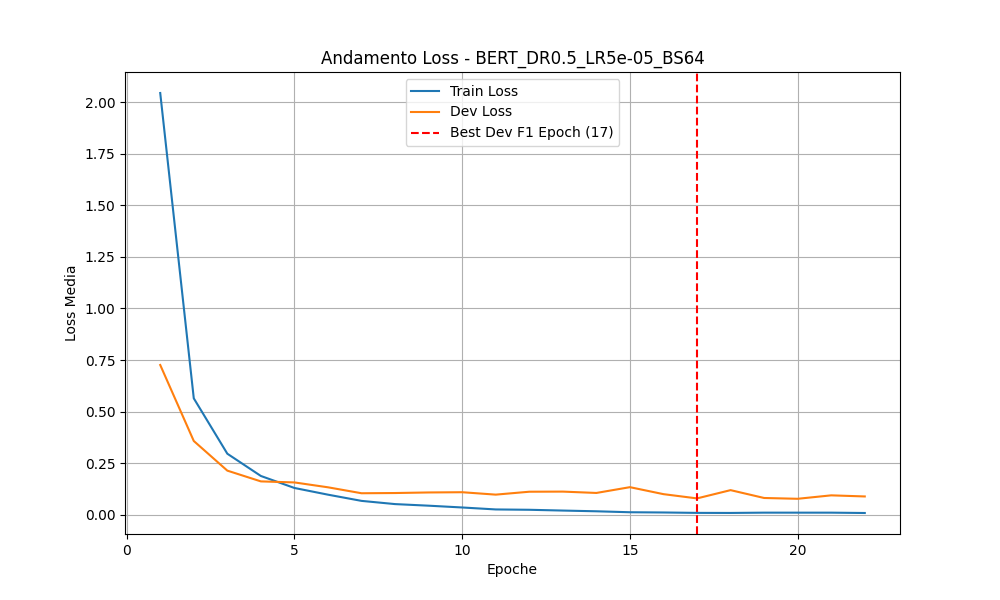 Andamento Loss - BERT_DR0.5_LR5e-05_BS64
Train Loss
Dev Loss
Best Dev F1 Epoch (17)
Loss Media
2.00
1.75
1.50
1.25
1.00
0.75
0.50
0.25
0.00
0 5 10 15 20
Epoche